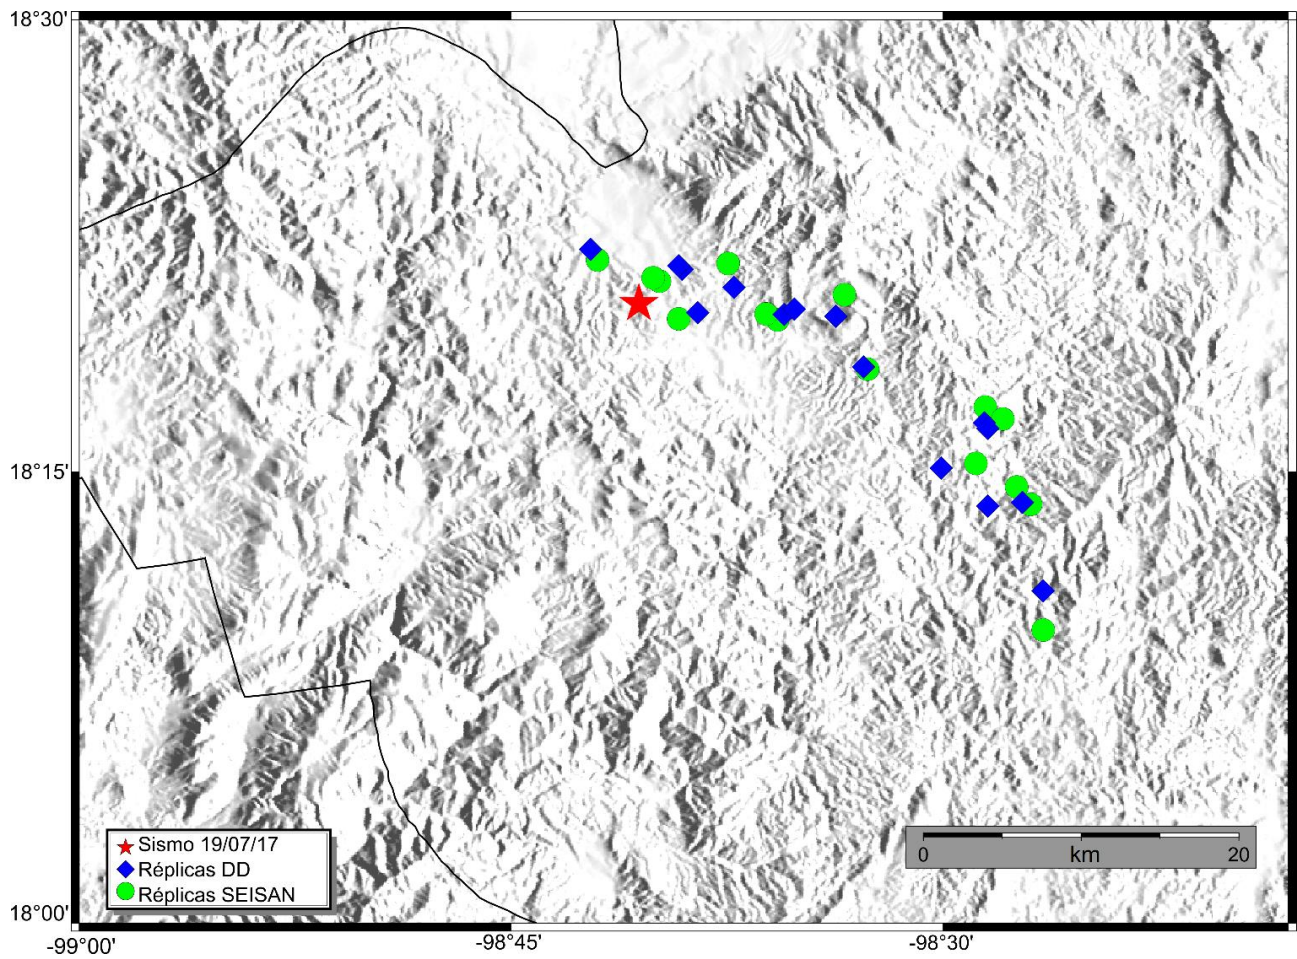 18°30'
18°15'
18°00'
-99°00'
-98°45'
-98°30'
Sismo 19/07/17
Réplicas DD
Réplicas SEISAN
0 km 20